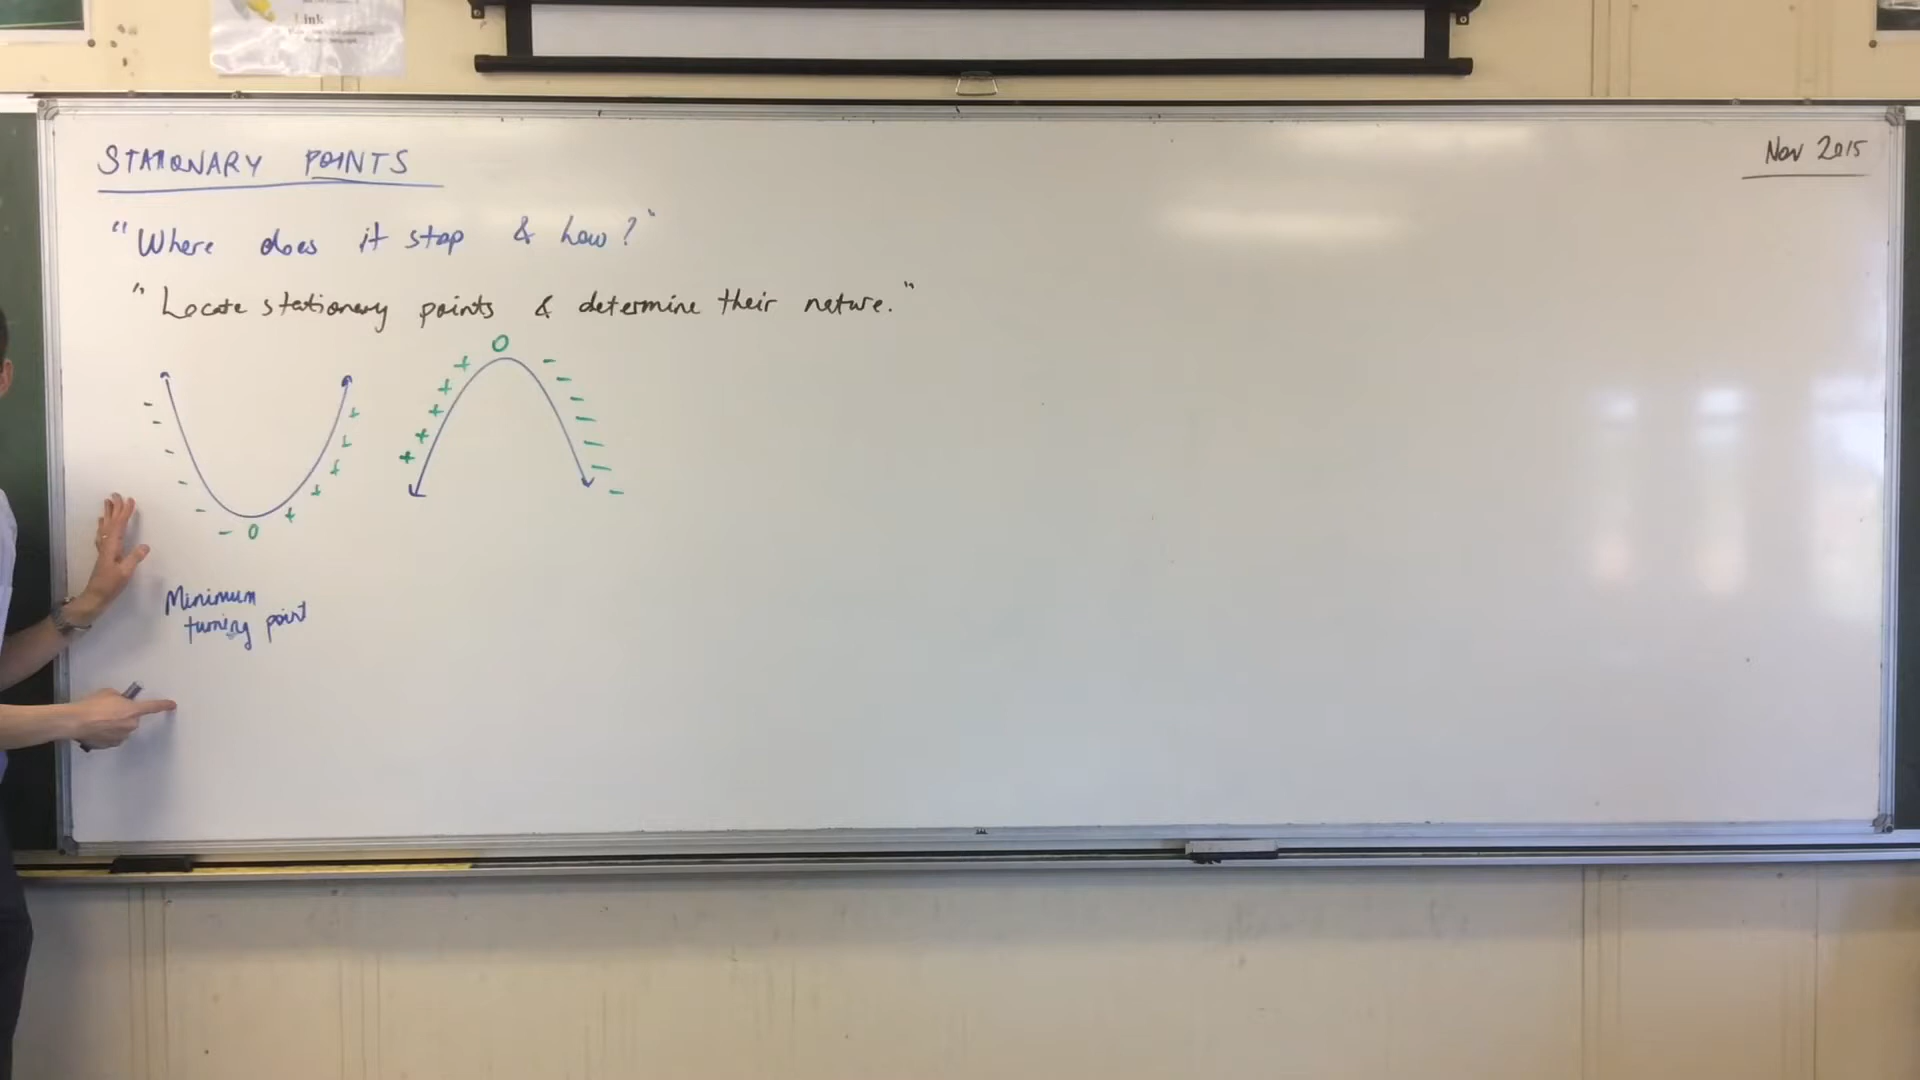 Link
STATIONARY POINTS
Nov 2015
"Where does it stop & how?"
"Locate stationary points & determine their nature."
- - - - - - 0 + + + + +
+ + + + + 0 - - - - - - -
Minimum
turning point